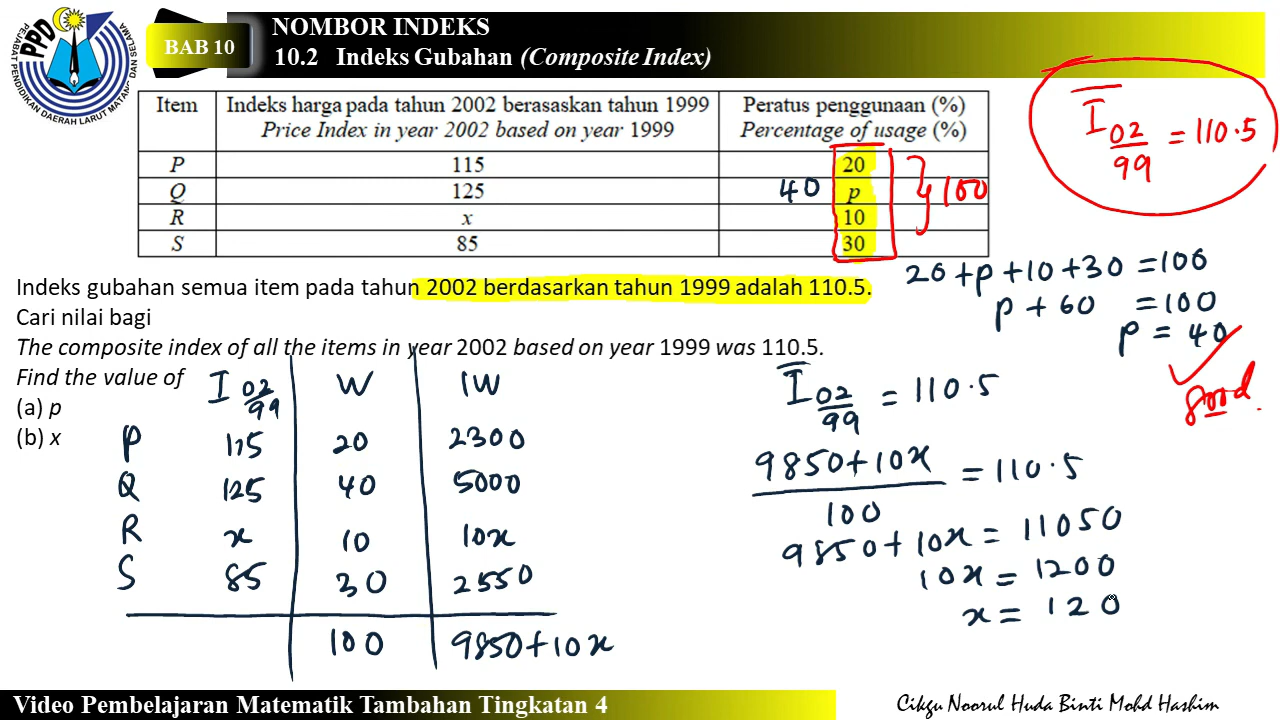 NOMBOR INDEKS
BAB 10
10.2 Indeks Gubahan (Composite Index)
PPD
PEJABAT PENDIDIKAN DAERAH LARUT MATANG DAN SELAMA
Item Indeks harga pada tahun 2002 berasaskan tahun 1999 Peratus penggunaan (%)
Price Index in year 2002 based on year 1999 Percentage of usage (%)
P 115 20
Q 125 40 p
R x 10
S 85 30
} 100
I 02/99 = 110.5
20 + p + 10 + 30 = 100
p + 60 = 100
p = 40
good.
Indeks gubahan semua item pada tahun 2002 berdasarkan tahun 1999 adalah 110.5.
Cari nilai bagi
The composite index of all the items in year 2002 based on year 1999 was 110.5.
Find the value of
(a) p
(b) x
I 02/99 W IW
P 115 20 2300
Q 125 40 5000
R x 10 10x
S 85 30 2550
100 9850+10x
I 02/99 = 110.5
9850+10x / 100 = 110.5
9850+10x = 11050
10x = 1200
x = 120
Video Pembelajaran Matematik Tambahan Tingkatan 4
Cikgu Noorul Huda Binti Mohd Hashim